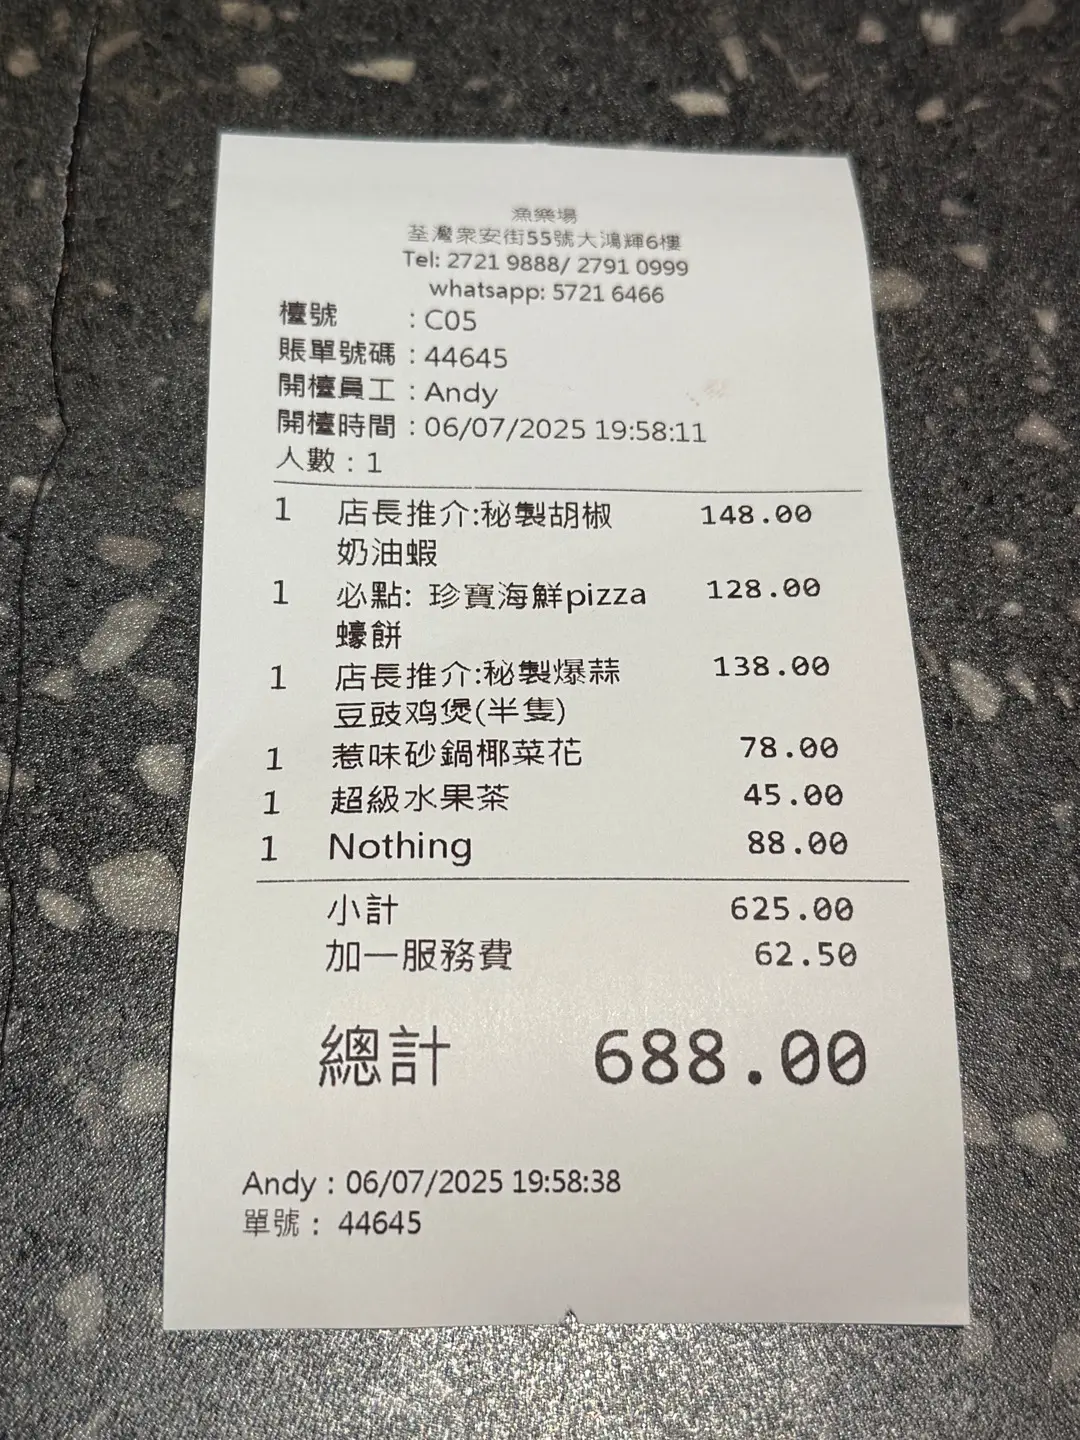 漁樂場
荃灣眾安街55號大鴻輝6樓
Tel: 2721 9888/ 2791 0999
whatsapp: 5721 6466
檯號 : C05
賬單號碼 : 44645
開檯員工 : Andy
開檯時間 : 06/07/2025 19:58:11
人數 : 1
1 店長推介:秘製胡椒 148.00
奶油蝦
1 必點: 珍寶海鮮pizza 128.00
蠔餅
1 店長推介:秘製爆蒜 138.00
豆豉鸡煲(半隻)
1 惹味砂鍋椰菜花 78.00
1 超級水果茶 45.00
1 Nothing 88.00
小計 625.00
加一服務費 62.50
總計 688.00
Andy : 06/07/2025 19:58:38
單號 : 44645